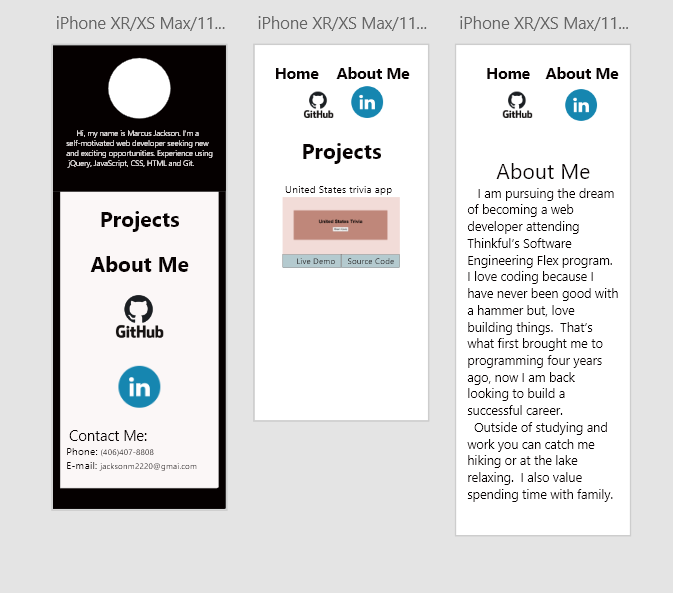 iPhone XR/XS Max/11...
Hi, my name is Marcus Jackson. I'm a
self-motivated web developer seeking new
and exciting opportunities. Experience using
jQuery, JavaScript, CSS, HTML and Git.
Projects
About Me
GitHub
in
Contact Me:
Phone: (406)407-8808
E-mail: jacksonm2220@gmai.com
iPhone XR/XS Max/11...
Home About Me
GitHub in
Projects
United States trivia app
United States Trivia
Live Demo Source Code
iPhone XR/XS Max/11...
Home About Me
GitHub in
About Me
I am pursuing the dream
of becoming a web
developer attending
Thinkful's Software
Engineering Flex program.
I love coding because I
have never been good with
a hammer but, love
building things. That's
what first brought me to
programming four years
ago, now I am back
looking to build a
successful career.
Outside of studying and
work you can catch me
hiking or at the lake
relaxing. I also value
spending time with family.